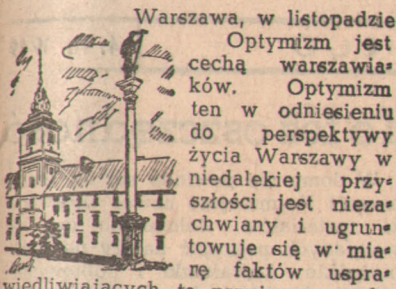 Warszawa, w listopadzie
Optymizm jest
cechą warszawia=
ków. Optymizm
ten w odniesieniu
do perspektywy
życia Warszawy w
niedalekiej przy=
szłości jest nieza=
chwiany i ugrun=
towuje się w mia=
rę faktów uspra=